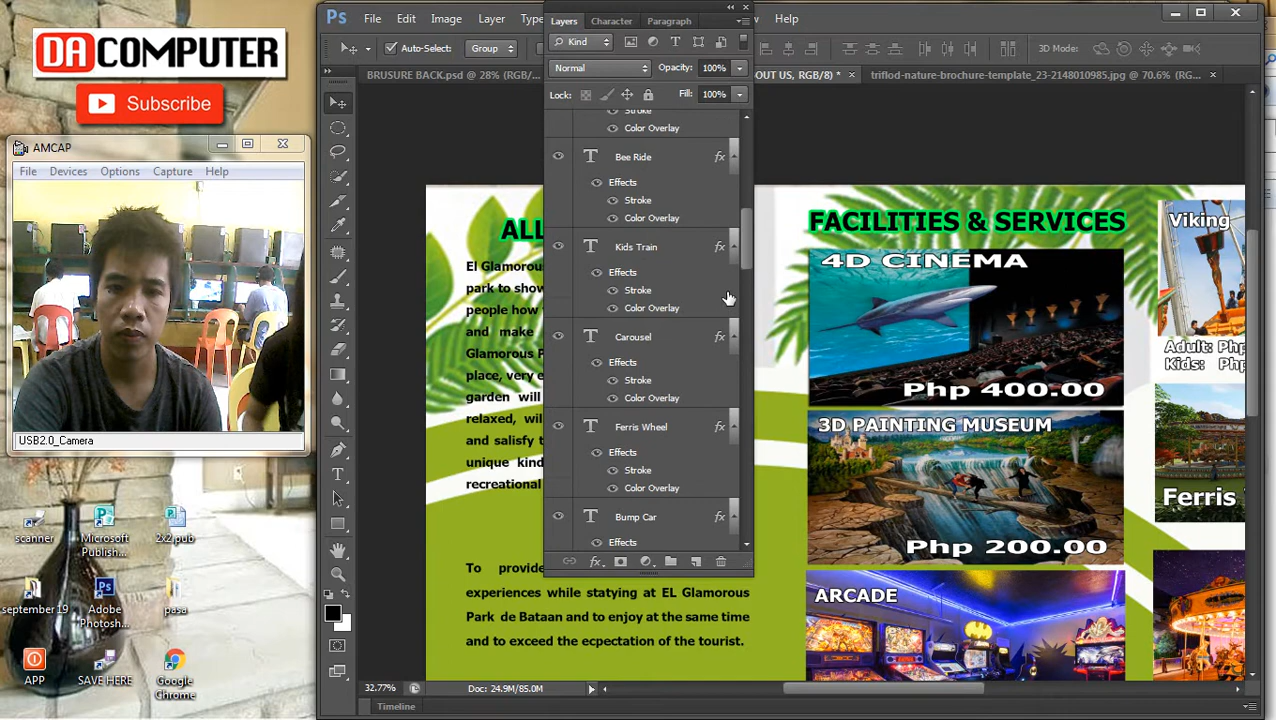 DA COMPUTER
Subscribe
AMCAP
File Devices Options Capture Help
USB2.0_Camera
scanner
Microsoft Publish...
2x2.pub
september 19
Adobe Photosh...
pasa
APP
SAVE HERE
Google Chrome
Ps File Edit Image Layer
Help
Auto-Select: Group
3D Mode:
BRUSURE BACK.psd @ 28% (RGB/...
OUT US, RGB/8) *
triflod-nature-brochure-template_23-2148010985.jpg @ 70.6% (RG...
Layers Character Paragraph
Kind
Normal Opacity: 100%
Lock: Fill: 100%
Stroke
Color Overlay
Bee Ride fx
Effects
Stroke
Color Overlay
Kids Train fx
Effects
Stroke
Color Overlay
Carousel fx
Effects
Stroke
Color Overlay
Ferris Wheel fx
Effects
Stroke
Color Overlay
Bump Car fx
Effects
fx
ALL
El Glamorous
park to show
people how
and make
Glamorous P
place, very e
garden will
relaxed, will
and salisfy t
unique kind
recreational
To provide
experiences while statying at EL Glamorous
Park de Bataan and to enjoy at the same time
and to exceed the ecpectation of the tourist.
FACILITIES & SERVICES
4D CINEMA
Php 400.00
3D PAINTING MUSEUM
Php 200.00
ARCADE
Viking
Adult: Php
Kids: Php
Ferris
32.77% Doc: 24.9M/85.0M
Timeline